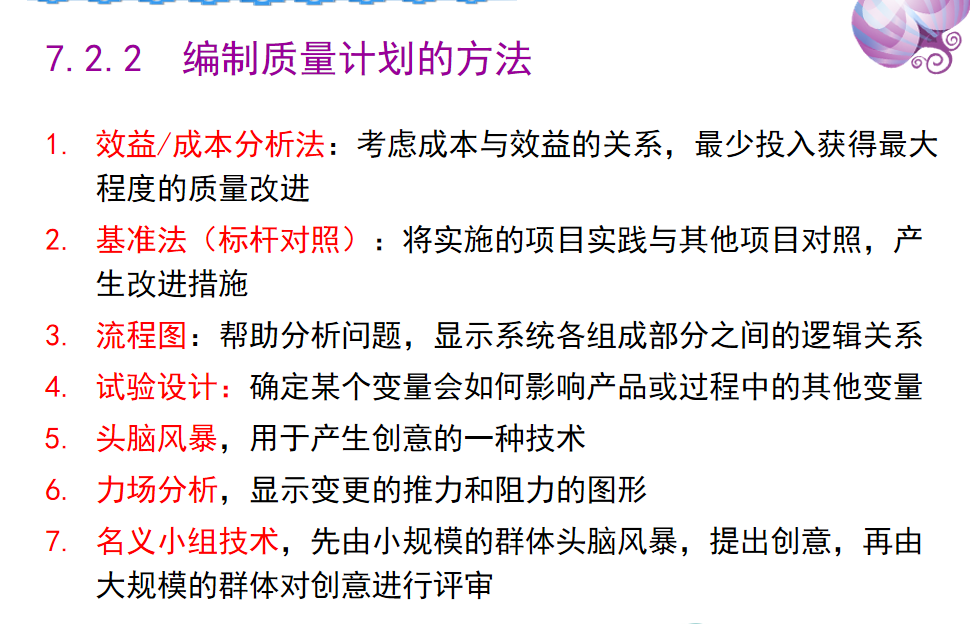 7.2.2 编制质量计划的方法
1. 效益/成本分析法：考虑成本与效益的关系，最少投入获得最大
程度的质量改进
2. 基准法（标杆对照）：将实施的项目实践与其他项目对照，产
生改进措施
3. 流程图：帮助分析问题，显示系统各组成部分之间的逻辑关系
4. 试验设计：确定某个变量会如何影响产品或过程中的其他变量
5. 头脑风暴，用于产生创意的一种技术
6. 力场分析，显示变更的推力和阻力的图形
7. 名义小组技术，先由小规模的群体头脑风暴，提出创意，再由
大规模的群体对创意进行评审